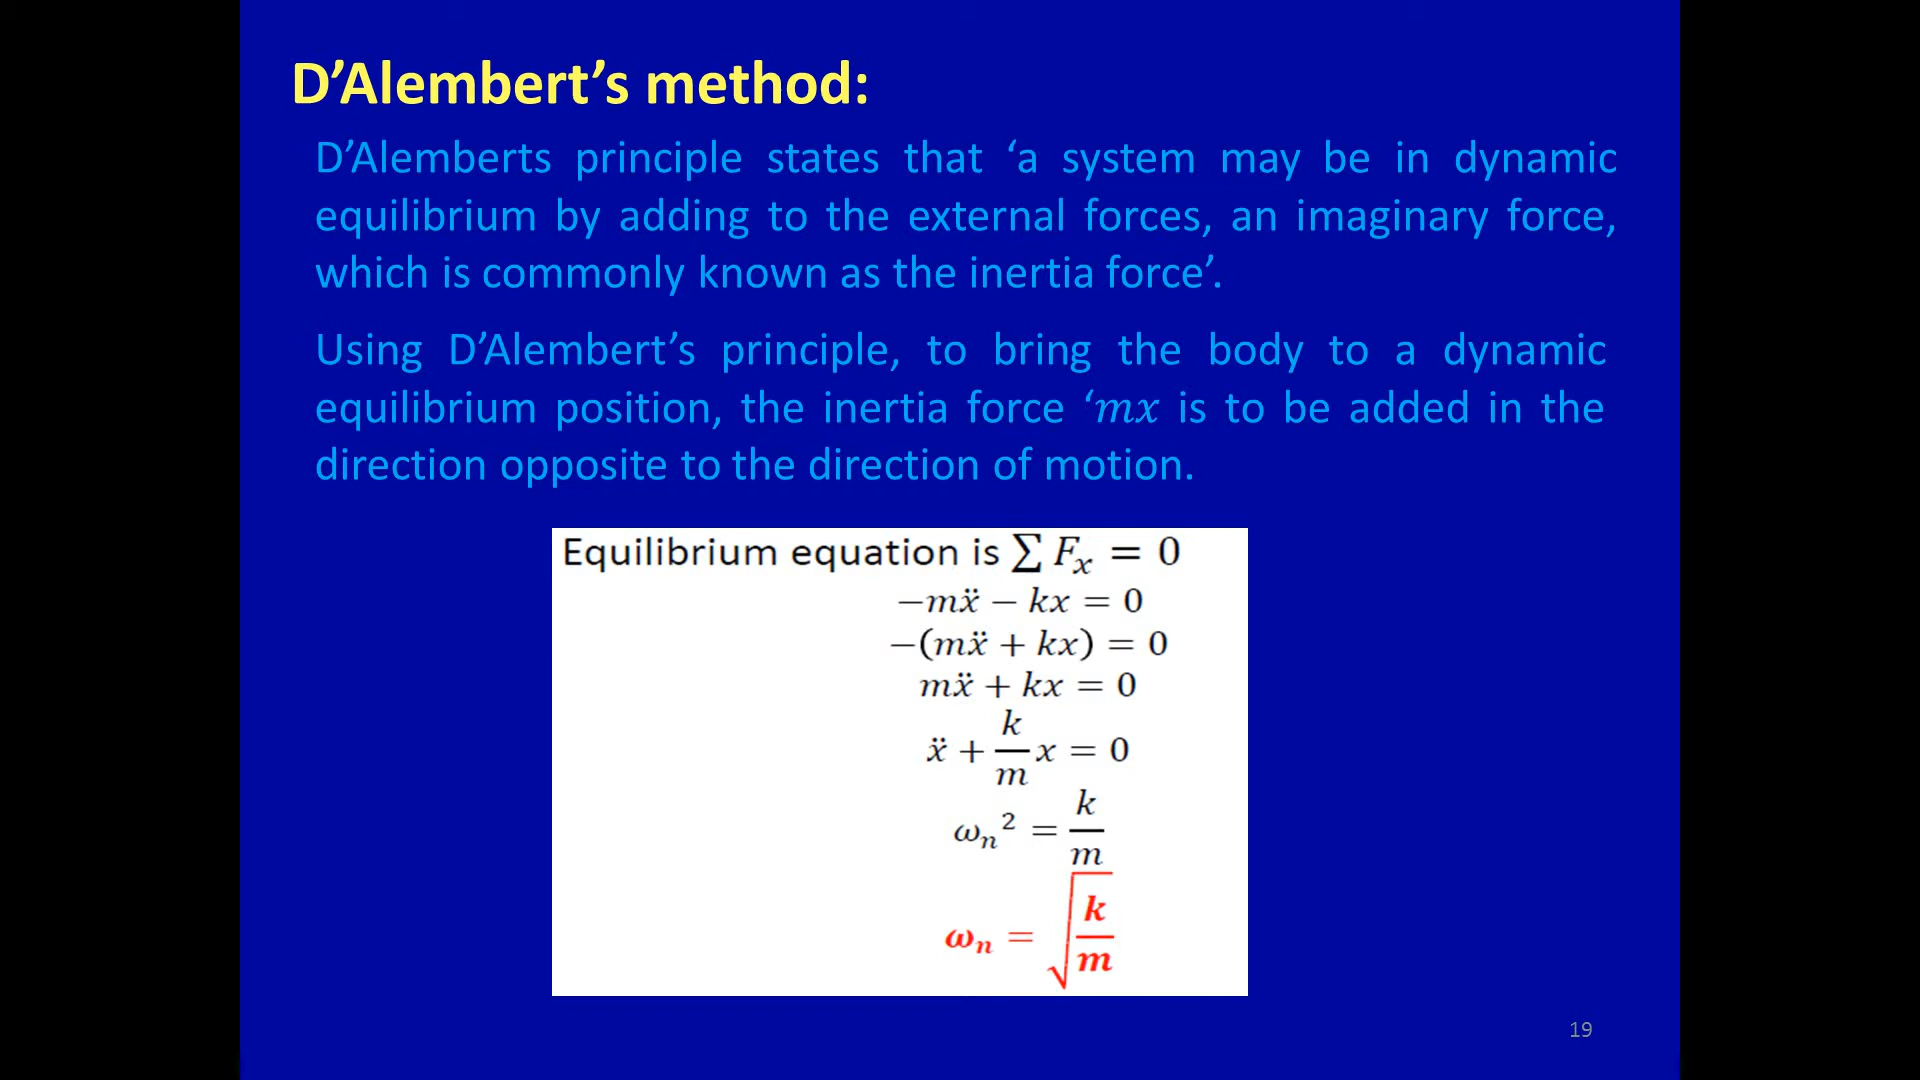 D’Alembert’s method:
D’Alemberts principle states that ‘a system may be in dynamic
equilibrium by adding to the external forces, an imaginary force,
which is commonly known as the inertia force’.
Using D’Alembert’s principle, to bring the body to a dynamic
equilibrium position, the inertia force ‘mx is to be added in the
direction opposite to the direction of motion.
Equilibrium equation is ∑ Fₓ = 0
−mẍ − kx = 0
−(mẍ + kx) = 0
mẍ + kx = 0
ẍ + k/m x = 0
ωₙ² = k/m
ωₙ = √(k/m)
19